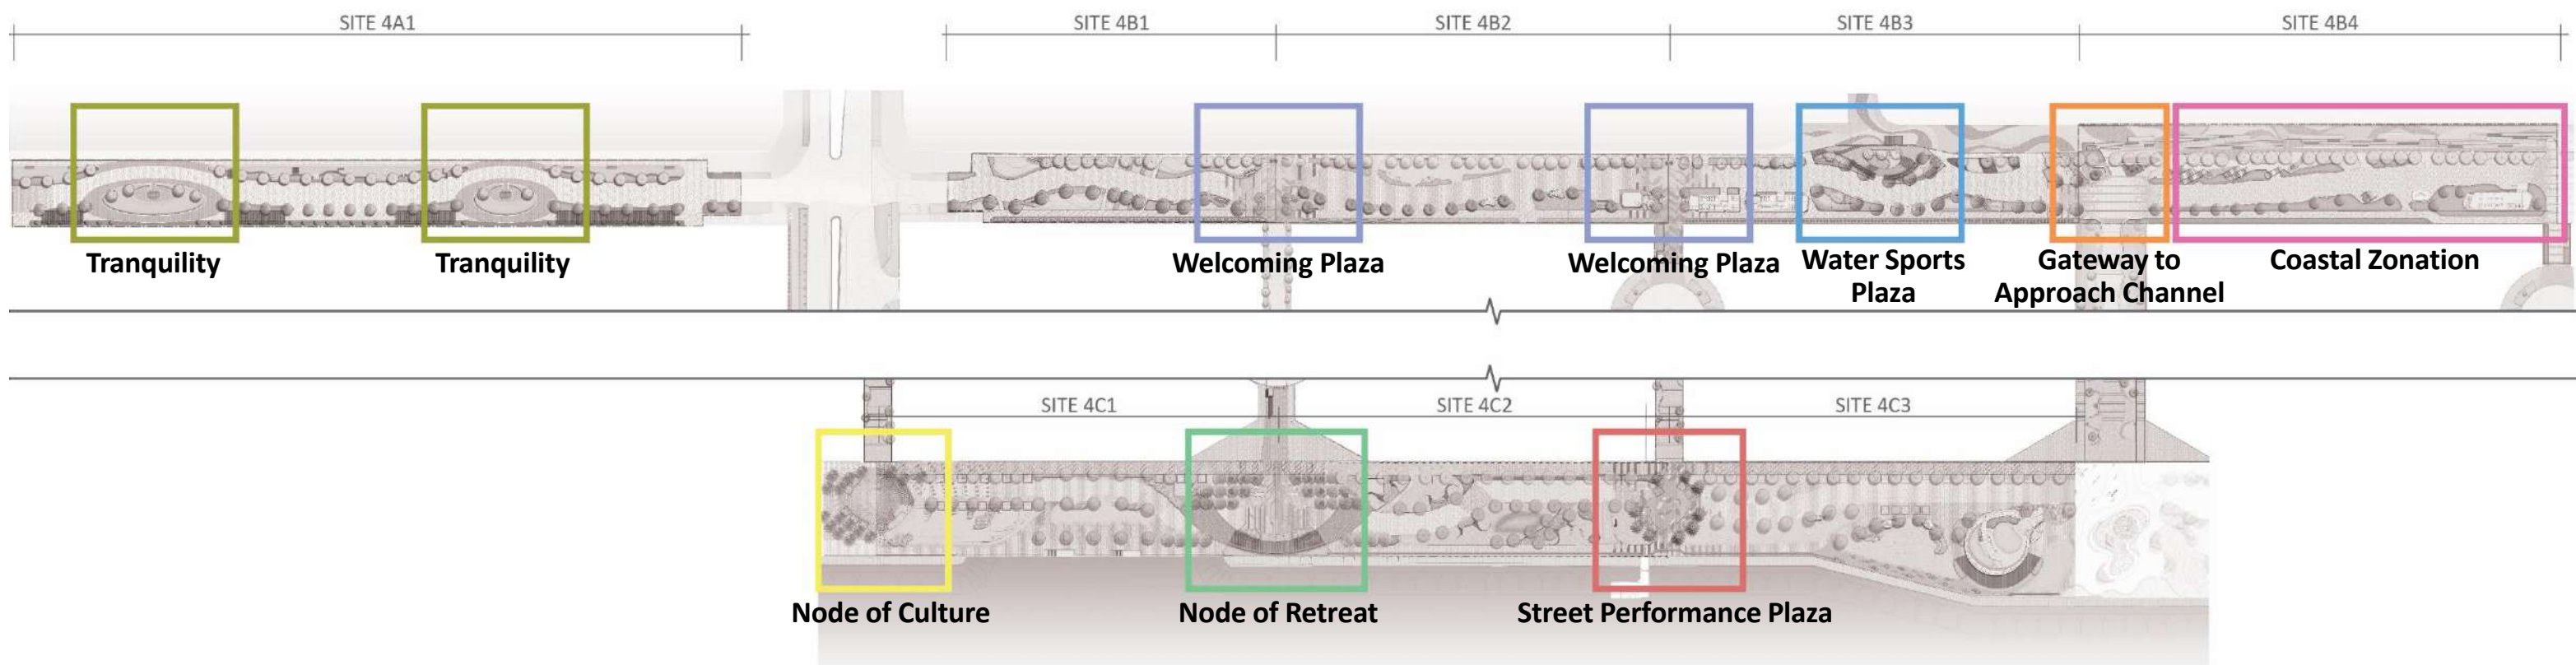 SITE 4A1
SITE 4B1
SITE 4B2
SITE 4B3
SITE 4B4
Tranquility
Tranquility
Welcoming Plaza
Welcoming Plaza
Water Sports
Plaza
Gateway to
Approach Channel
Coastal Zonation
SITE 4C1
SITE 4C2
SITE 4C3
Node of Culture
Node of Retreat
Street Performance Plaza